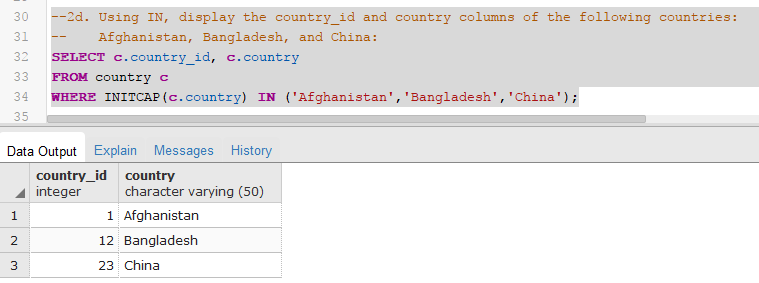 30 --2d. Using IN, display the country_id and country columns of the following countries:
31 -- Afghanistan, Bangladesh, and China:
32 SELECT c.country_id, c.country
33 FROM country c
34 WHERE INITCAP(c.country) IN ('Afghanistan','Bangladesh','China');
35
Data Output Explain Messages History
country_id country
integer character varying (50)
1 1 Afghanistan
2 12 Bangladesh
3 23 China